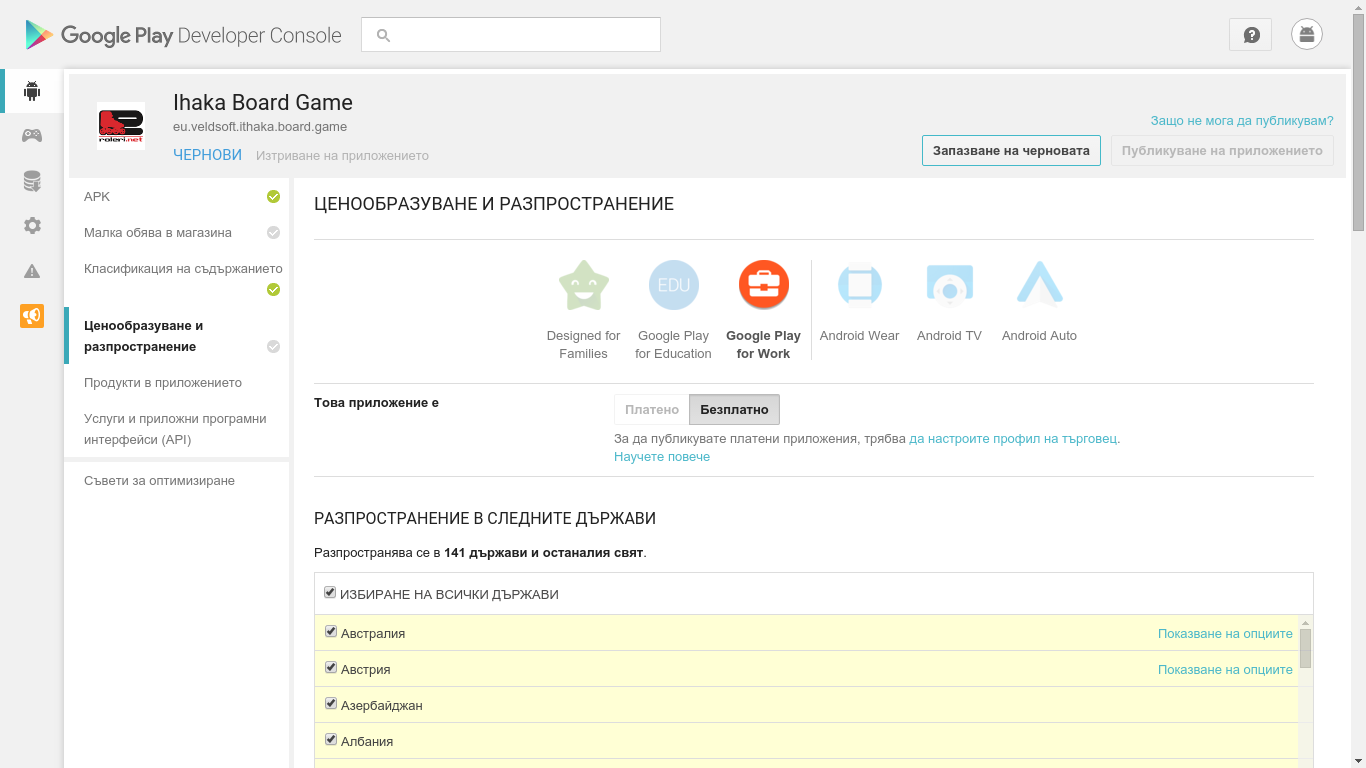 Google Play Developer Console
Ihaka Board Game
eu.veldsoft.ithaka.board.game
ЧЕРНОВИ Изтриване на приложението
Защо не мога да публикувам?
Запазване на черновата Публикуване на приложението
roleri.net
APK
Малка обява в магазина
Класификация на съдържанието
Ценообразуване и
разпространение
Продукти в приложението
Услуги и приложни програмни
интерфейси (API)
Съвети за оптимизиране
ЦЕНООБРАЗУВАНЕ И РАЗПРОСТРАНЕНИЕ
EDU
Designed for
Families
Google Play
for Education
Google Play
for Work
Android Wear
Android TV
Android Auto
Това приложение е
Платено Безплатно
За да публикувате платени приложения, трябва да настроите профил на търговец.
Научете повече
РАЗПРОСТРАНЕНИЕ В СЛЕДНИТЕ ДЪРЖАВИ
Разпространява се в 141 държави и останалия свят.
ИЗБИРАНЕ НА ВСИЧКИ ДЪРЖАВИ
Австралия Показване на опциите
Австрия Показване на опциите
Азербайджан
Албания